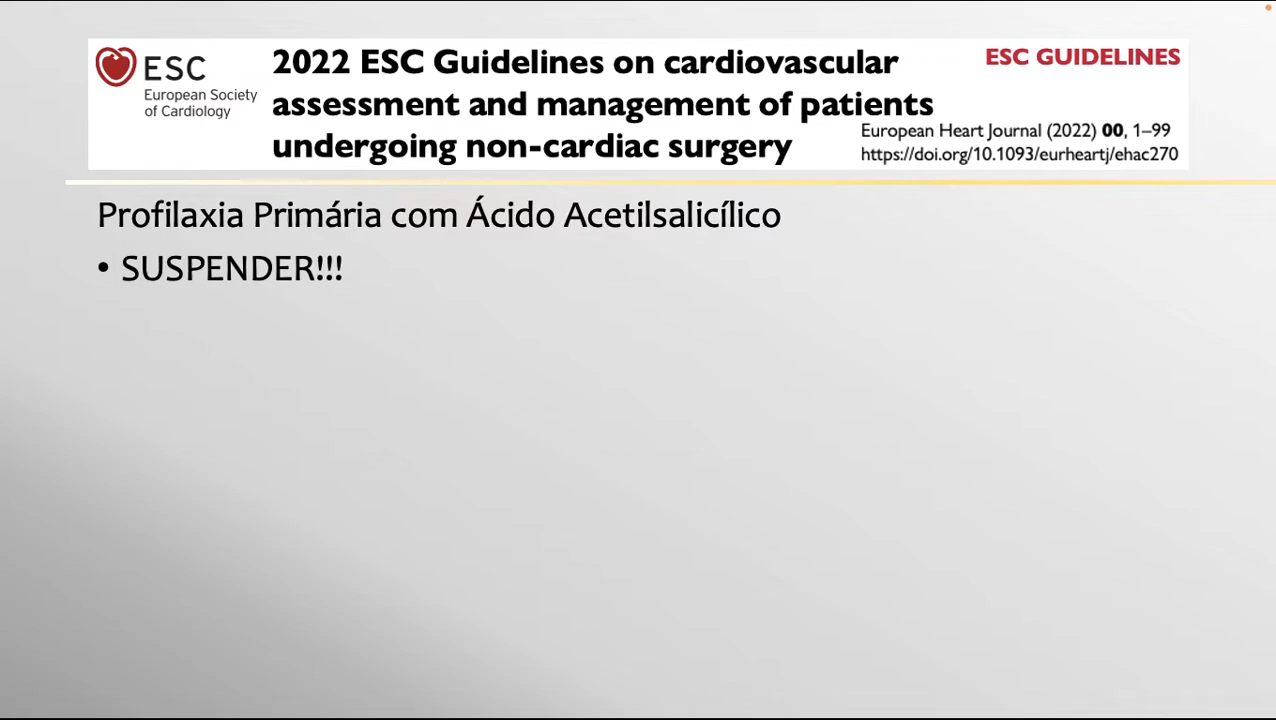 ESC
European Society
of Cardiology
2022 ESC Guidelines on cardiovascular
assessment and management of patients
undergoing non-cardiac surgery
ESC GUIDELINES
European Heart Journal (2022) 00, 1–99
https://doi.org/10.1093/eurheartj/ehac270
Profilaxia Primária com Ácido Acetilsalicílico
• SUSPENDER!!!